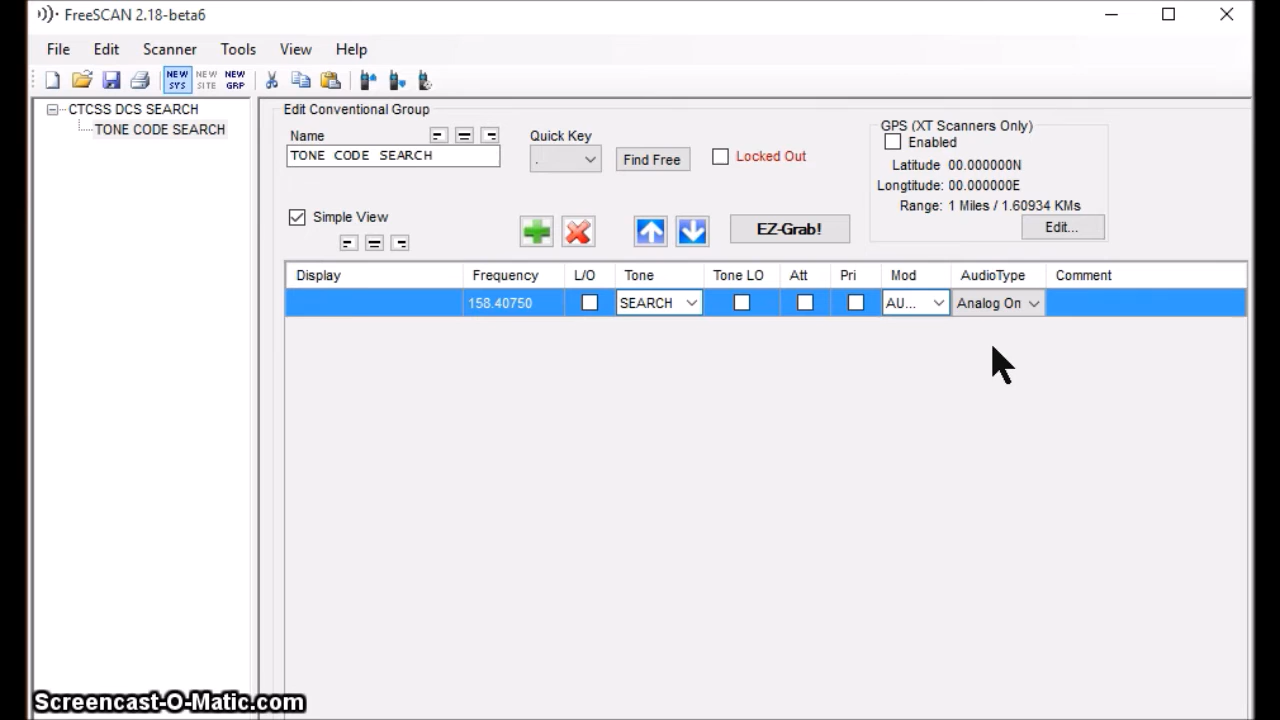 FreeSCAN 2.18-beta6
File Edit Scanner Tools View Help
NEW SYS NEW SITE NEW GRP
CTCSS DCS SEARCH
TONE CODE SEARCH
Edit Conventional Group
Name
TONE CODE SEARCH
Quick Key
.
Find Free
Locked Out
GPS (XT Scanners Only)
Enabled
Latitude 00.000000N
Longtitude: 00.000000E
Range: 1 Miles / 1.60934 KMs
Edit...
Simple View
EZ-Grab!
Display Frequency L/O Tone Tone LO Att Pri Mod AudioType Comment
158.40750 SEARCH AU... Analog On
Screencast-O-Matic.com